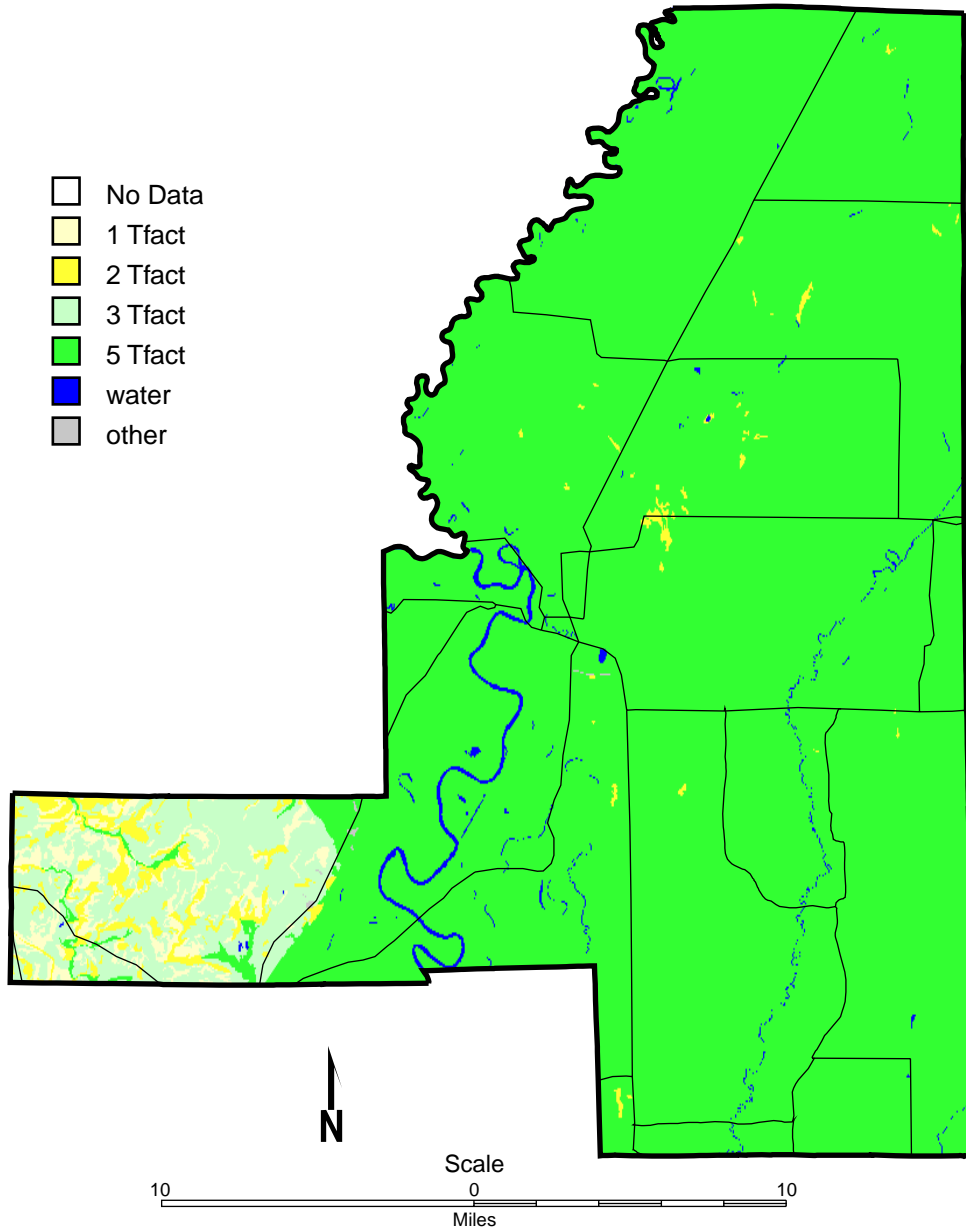 No Data
1 Tfact
2 Tfact
3 Tfact
5 Tfact
water
other
N
Scale
10 0 10
Miles